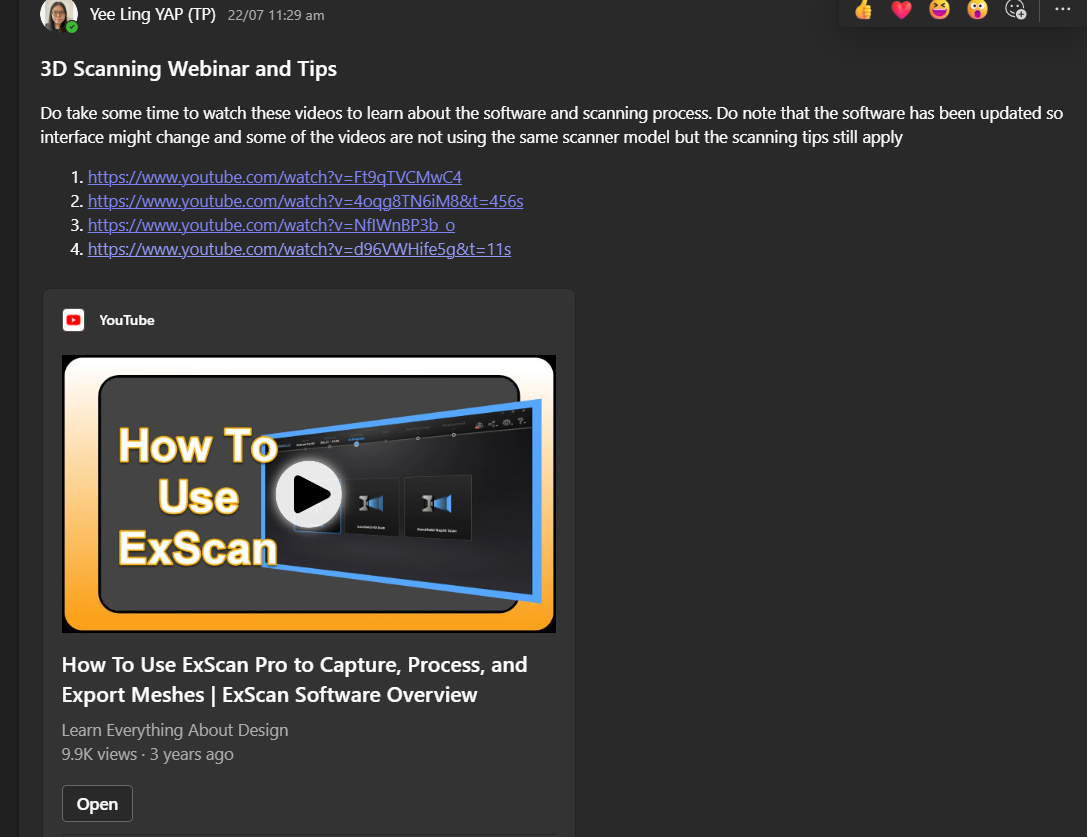 Yee Ling YAP (TP) 22/07 11:29 am
3D Scanning Webinar and Tips
Do take some time to watch these videos to learn about the software and scanning process. Do note that the software has been updated so
interface might change and some of the videos are not using the same scanner model but the scanning tips still apply
1. https://www.youtube.com/watch?v=Ft9qTVCMwC4
2. https://www.youtube.com/watch?v=4oqg8TN6iM8&t=456s
3. https://www.youtube.com/watch?v=NflWnBP3b_o
4. https://www.youtube.com/watch?v=d96VWHife5g&t=11s
YouTube
How To
Use
ExScan
How To Use ExScan Pro to Capture, Process, and
Export Meshes | ExScan Software Overview
Learn Everything About Design
9.9K views · 3 years ago
Open